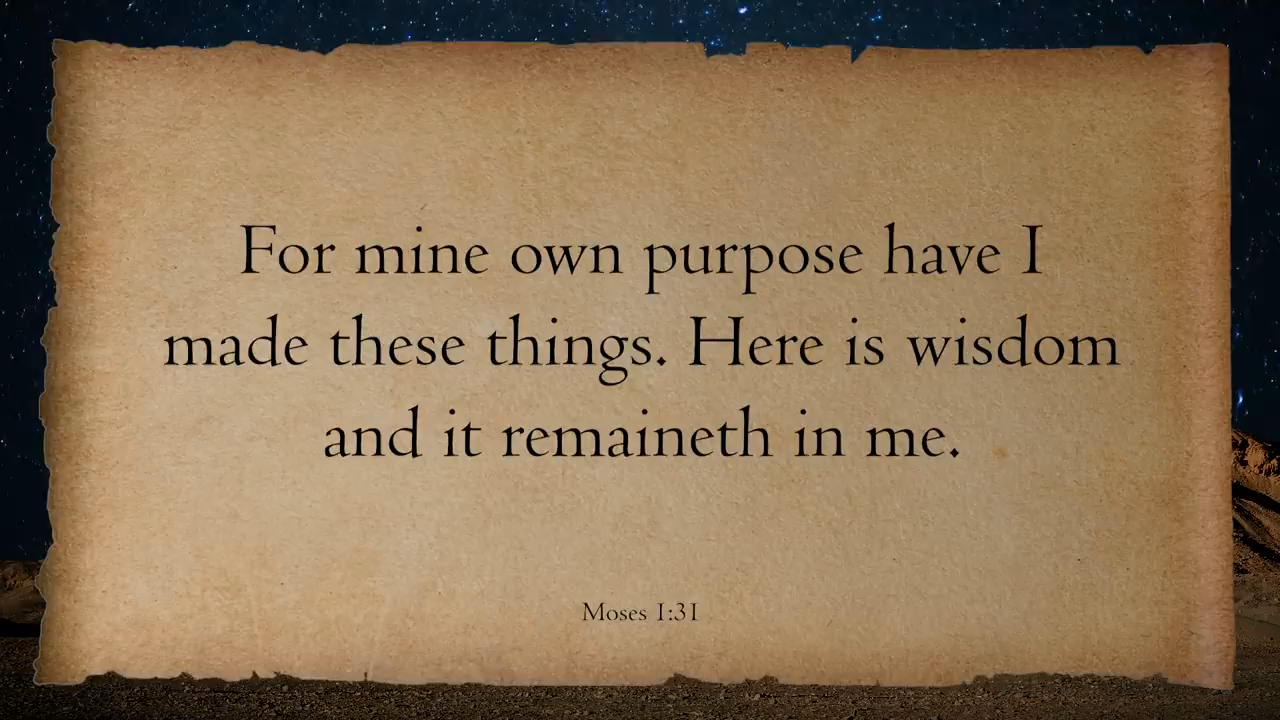 For mine own purpose have I
made these things. Here is wisdom
and it remaineth in me.
Moses 1:31